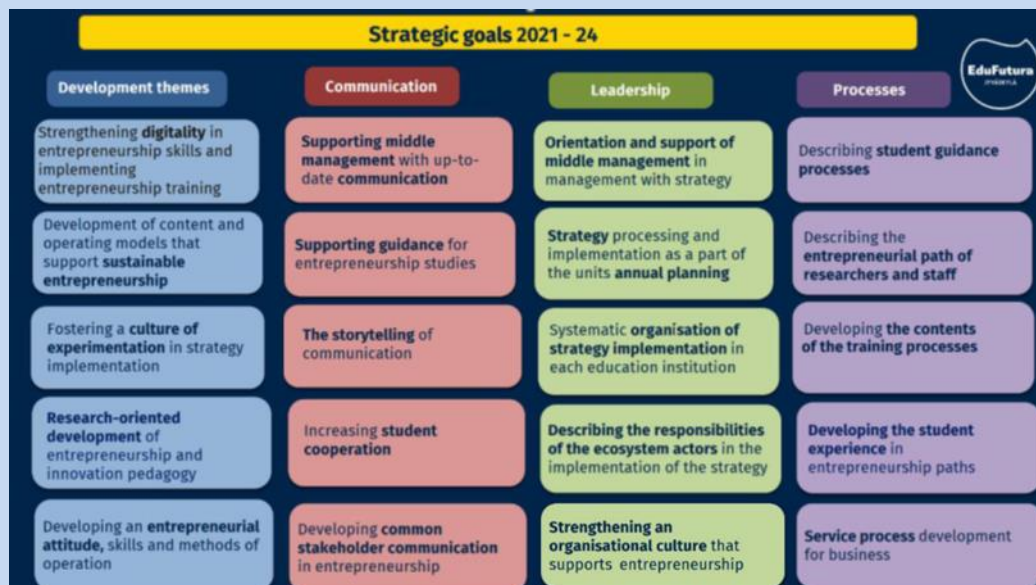 Strategic goals 2021 - 24
EduFutura
JYVÄSKYLÄ
Development themes
Strengthening digitality in
entrepreneurship skills and
implementing
entrepreneurship training
Development of content and
operating models that
support sustainable
entrepreneurship
Fostering a culture of
experimentation in strategy
implementation
Research-oriented
development of
entrepreneurship and
innovation pedagogy
Developing an entrepreneurial
attitude, skills and methods of
operation
Communication
Supporting middle
management with up-to-
date communication
Supporting guidance for
entrepreneurship studies
The storytelling of
communication
Increasing student
cooperation
Developing common
stakeholder communication
in entrepreneurship
Leadership
Orientation and support of
middle management in
management with strategy
Strategy processing and
implementation as a part of
the units annual planning
Systematic organisation of
strategy implementation in
each education institution
Describing the responsibilities
of the ecosystem actors in the
implementation of the strategy
Strengthening an
organisational culture that
supports entrepreneurship
Processes
Describing student guidance
processes
Describing the
entrepreneurial path of
researchers and staff
Developing the contents
of the training processes
Developing the student
experience in
entrepreneurship paths
Service process development
for business